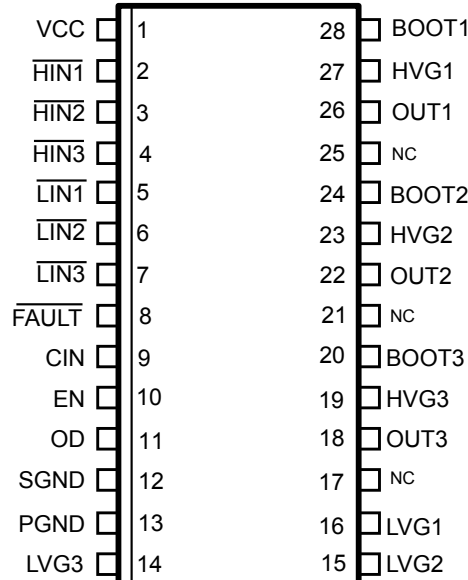 VCC 1 28 BOOT1
HIN1 2 27 HVG1
HIN2 3 26 OUT1
HIN3 4 25 NC
LIN1 5 24 BOOT2
LIN2 6 23 HVG2
LIN3 7 22 OUT2
FAULT 8 21 NC
CIN 9 20 BOOT3
EN 10 19 HVG3
OD 11 18 OUT3
SGND 12 17 NC
PGND 13 16 LVG1
LVG3 14 15 LVG2